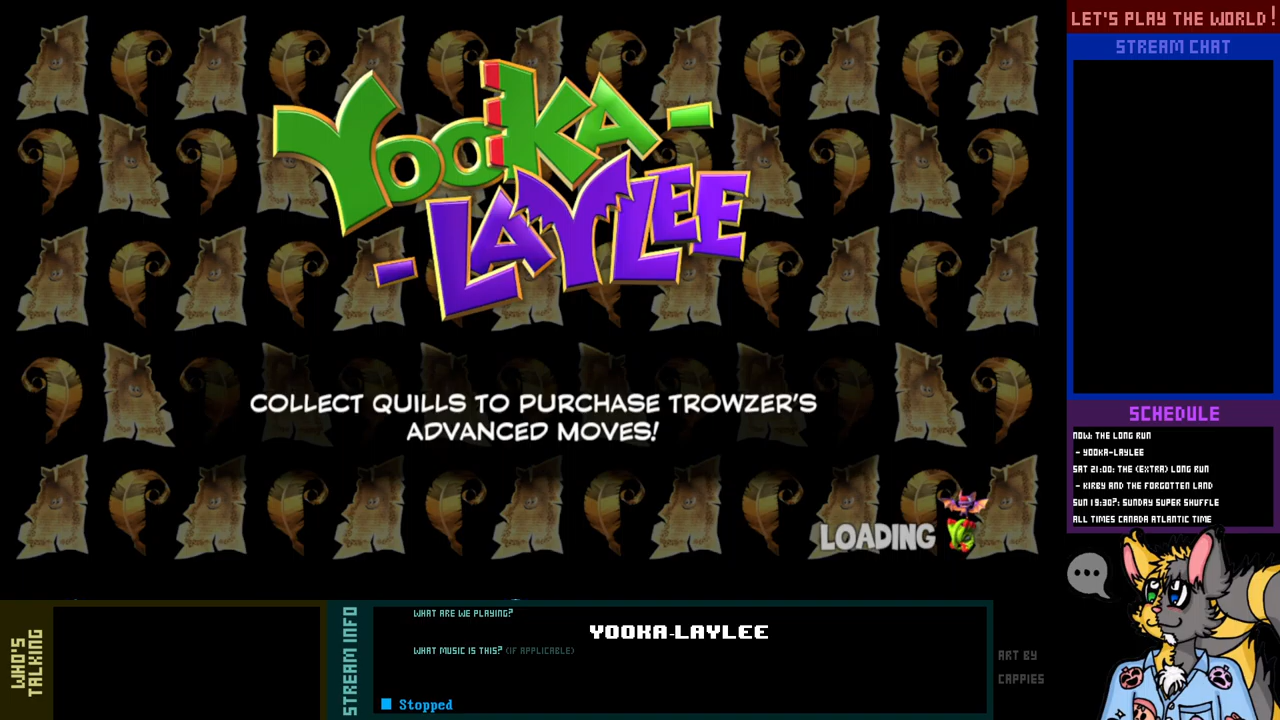 YOOKA-
-LAYLEE
COLLECT QUILLS TO PURCHASE TROWZER'S
ADVANCED MOVES!
LOADING
LET'S PLAY THE WORLD!
STREAM CHAT
SCHEDULE
NOW: THE LONG RUN
- YOOKA-LAYLEE
SAT 21:00: THE (EXTRA) LONG RUN
- KIRBY AND THE FORGOTTEN LAND
SUN 19:30?: SUNDAY SUPER SHUFFLE
ALL TIMES CANADA ATLANTIC TIME
WHO'S
TALKING
STREAM INFO
WHAT ARE WE PLAYING?
YOOKA-LAYLEE
WHAT MUSIC IS THIS? (IF APPLICABLE)
Stopped
ART BY
CAPPIES